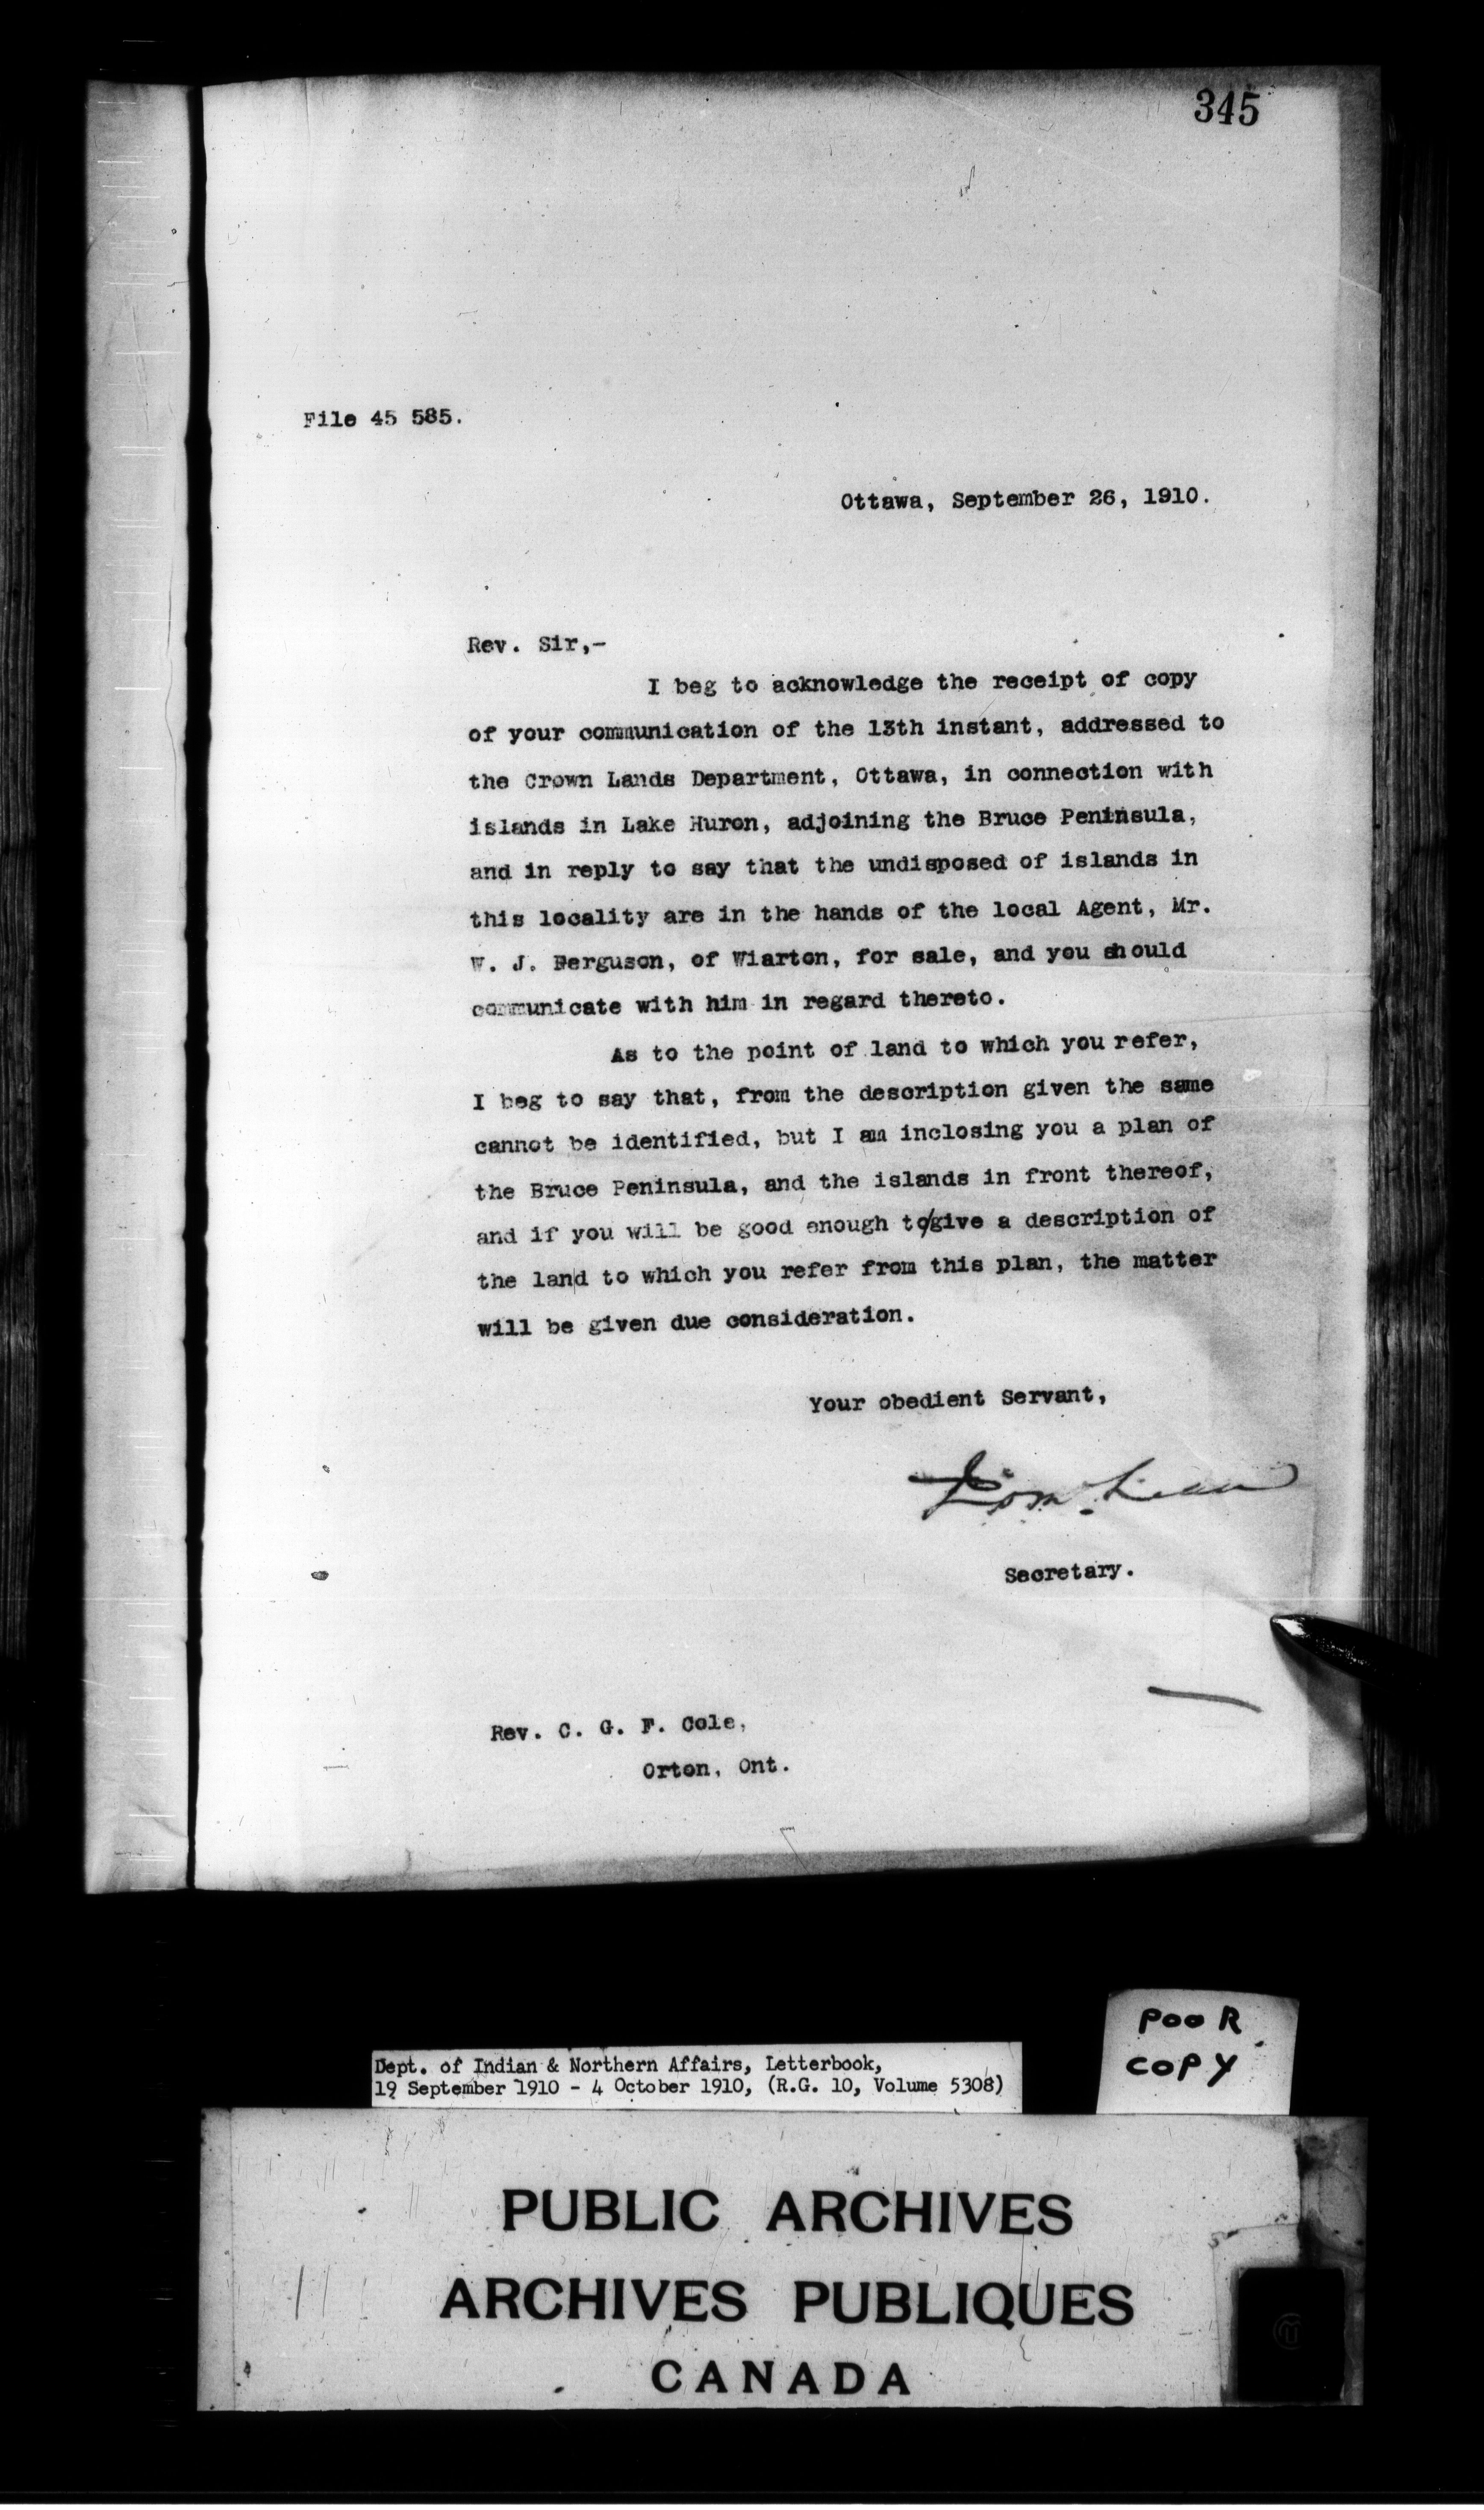 345
File 45 585.
Ottawa, September 26, 1910.
Rev. Sir,-
I beg to acknowledge the receipt of copy
of your communication of the 13th instant, addressed to
the Crown Lands Department, Ottawa, in connection with
islands in Lake Huron, adjoining the Bruce Peninsula,
and in reply to say that the undisposed of islands in
this locality are in the hands of the local Agent, Mr.
W. J. Ferguson, of Wiarton, for sale, and you should
communicate with him in regard thereto.
As to the point of land to which you refer,
I beg to say that, from the description given the same
cannot be identified, but I am inclosing you a plan of
the Bruce Peninsula, and the islands in front thereof,
and if you will be good enough to/give a description of
the land to which you refer from this plan, the matter
will be given due consideration.
Your obedient Servant,
Secretary.
Rev. C. G. F. Cole,
Orton, Ont.
POOR
COPY
Dept. of Indian & Northern Affairs, Letterbook,
19 September 1910 - 4 October 1910, (R.G. 10, Volume 5308)
PUBLIC ARCHIVES
ARCHIVES PUBLIQUES
CANADA